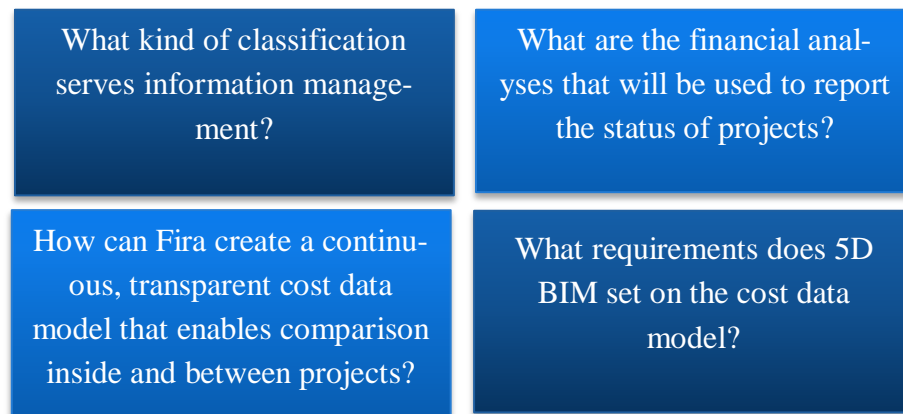 What kind of classification
serves information manage-
ment?
What are the financial anal-
yses that will be used to report
the status of projects?
How can Fira create a continu-
ous, transparent cost data
model that enables comparison
inside and between projects?
What requirements does 5D
BIM set on the cost data
model?